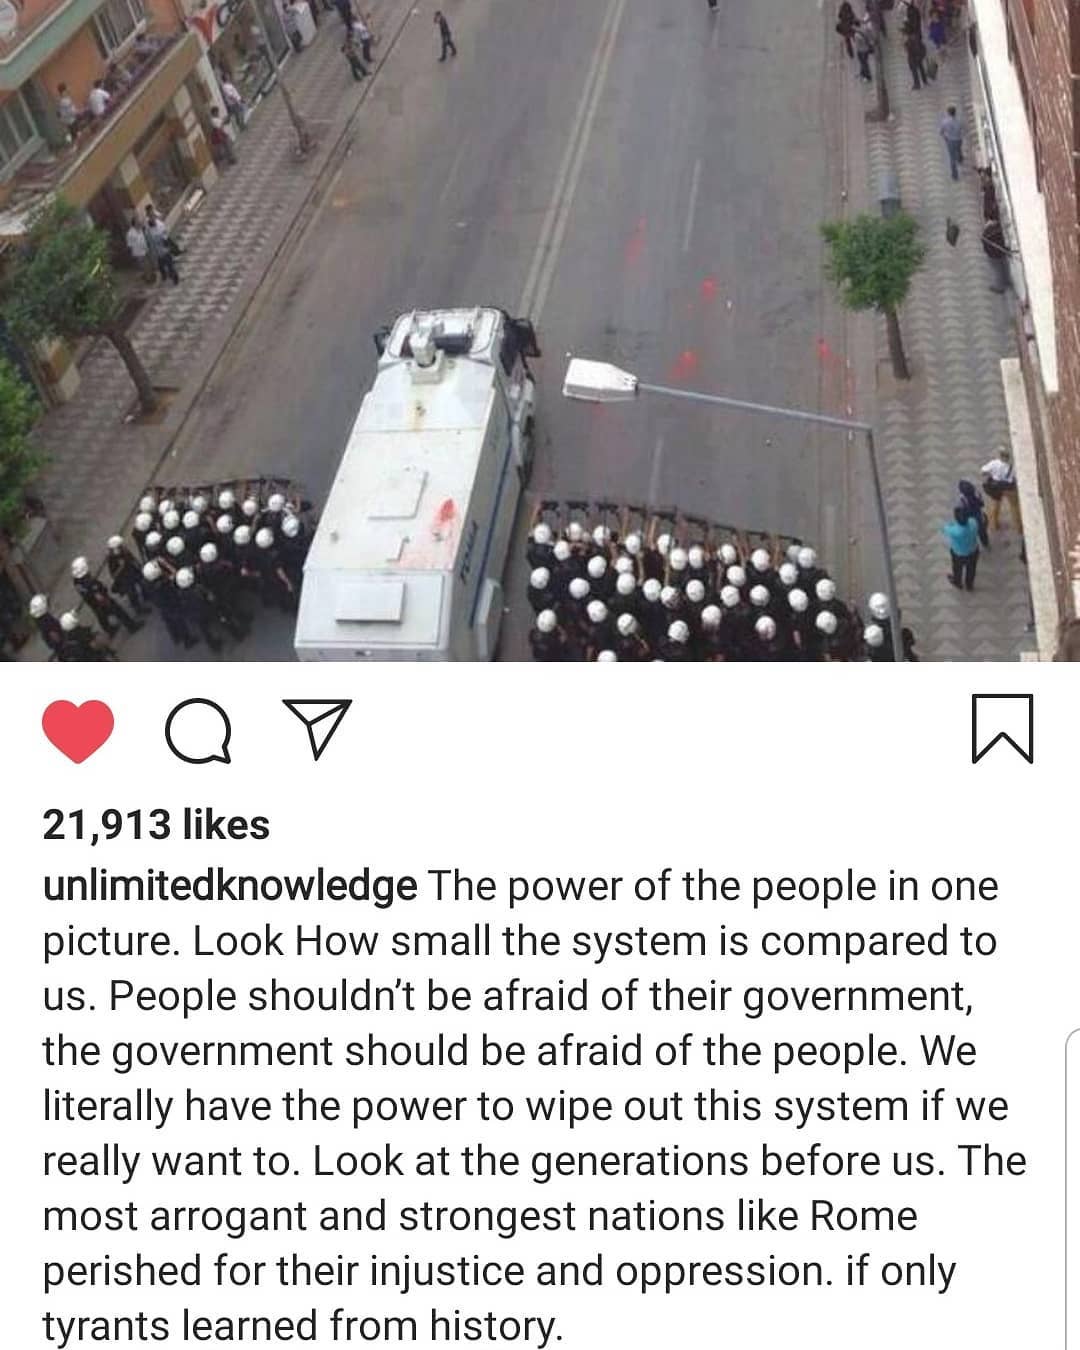 21,913 likes
unlimitedknowledge The power of the people in one
picture. Look How small the system is compared to
us. People shouldn't be afraid of their government,
the government should be afraid of the people. We
literally have the power to wipe out this system if we
really want to. Look at the generations before us. The
most arrogant and strongest nations like Rome
perished for their injustice and oppression. if only
tyrants learned from history.